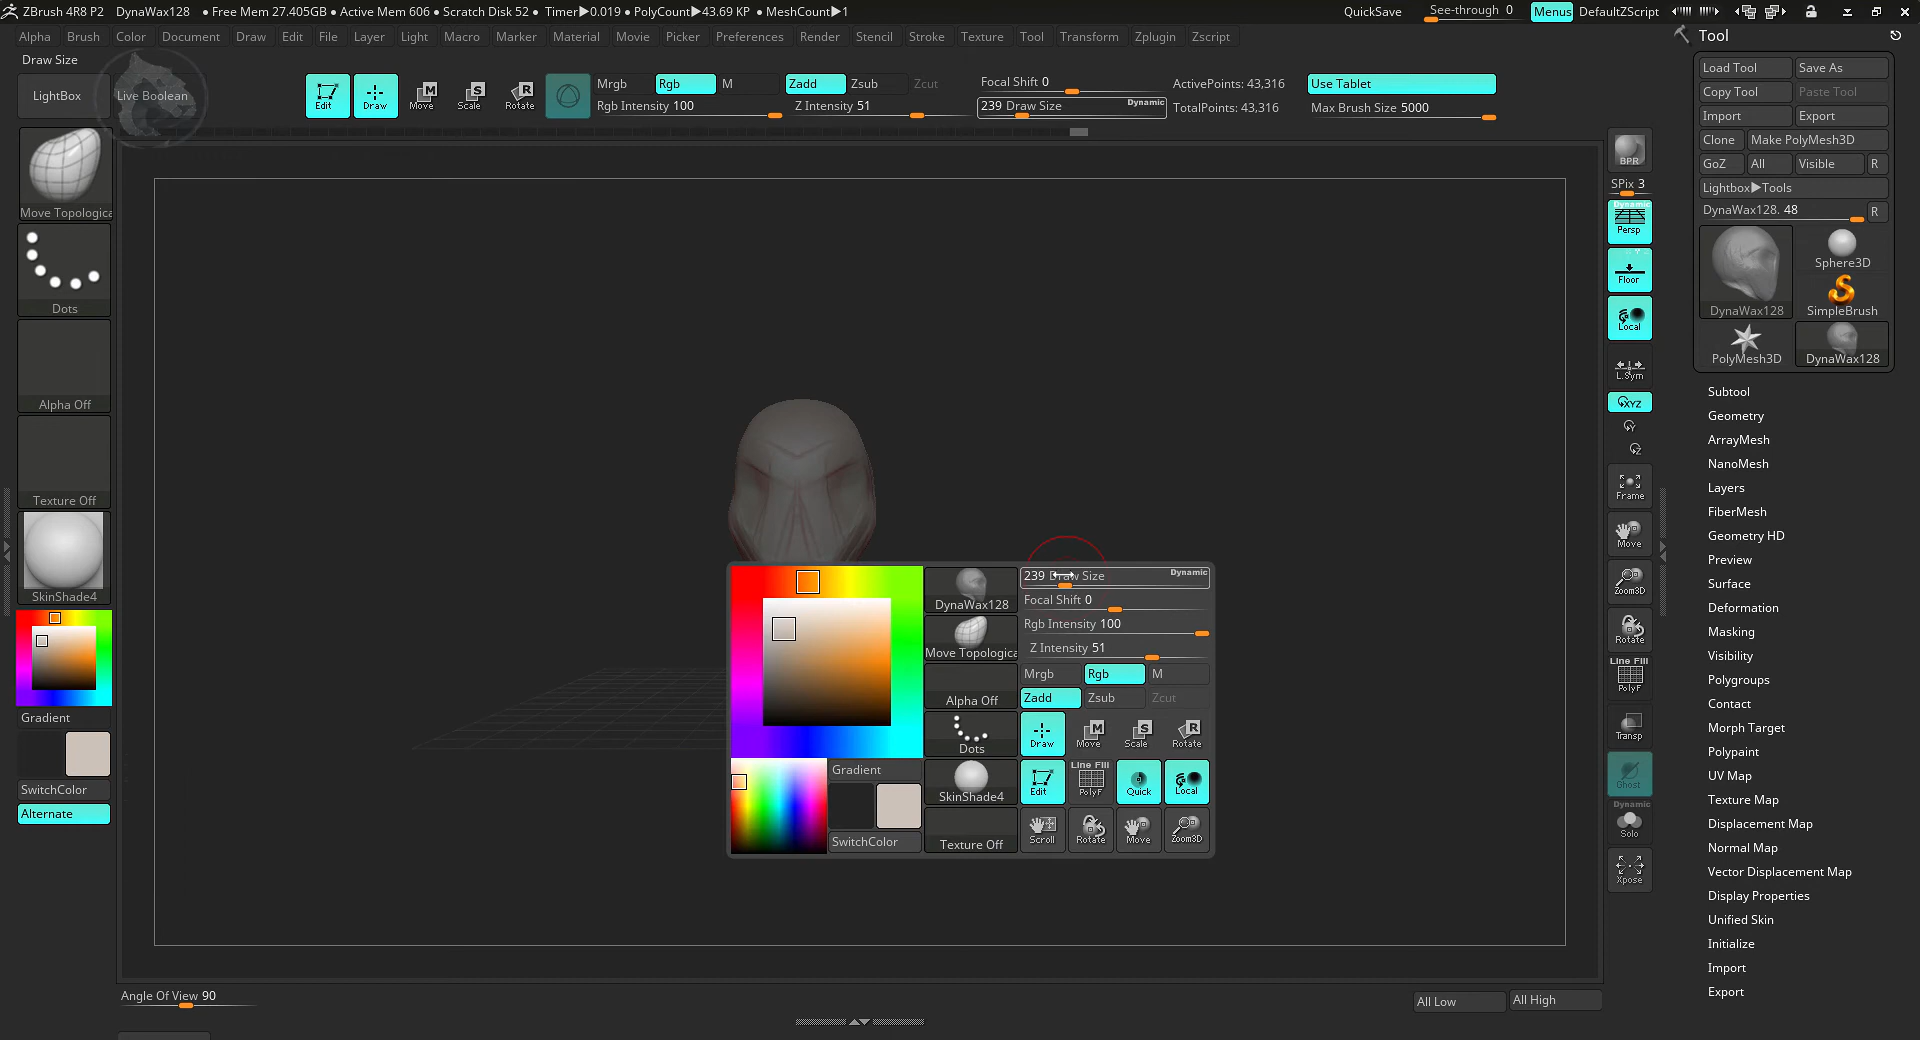 ZBrush 4R8 P2 DynaWax128 ● Free Mem 27.405GB ● Active Mem 606 ● Scratch Disk 52 ● Timer▶0.019 ● PolyCount▶43.69 KP ● MeshCount▶1 QuickSave See-through 0 Menus DefaultZScript
Alpha Brush Color Document Draw Edit File Layer Light Macro Marker Material Movie Picker Preferences Render Stencil Stroke Texture Tool Transform Zplugin Zscript
Draw Size
LightBox
Live Boolean
Edit
Draw
Move
Scale
Rotate
Mrgb Rgb M
Rgb Intensity 100
Zadd Zsub Zcut
Z Intensity 51
Focal Shift 0
239 Draw Size Dynamic
ActivePoints: 43,316
TotalPoints: 43,316
Use Tablet
Max Brush Size 5000
Move Topologica
Dots
Alpha Off
Texture Off
SkinShade4
Gradient
SwitchColor
Alternate
DynaWax128
Move Topologica
Alpha Off
Dots
SkinShade4
Texture Off
Gradient
SwitchColor
239 Draw Size Dynamic
Focal Shift 0
Rgb Intensity 100
Z Intensity 51
Mrgb Rgb M
Zadd Zsub Zcut
Draw Move Scale Rotate
Edit Line Fill PolyF Quick Local
Scroll Rotate Move Zoom3D
Angle Of View 90
All Low All High
BPR
SPix 3
Dynamic
Persp
Floor
Local
L.Sym
XYZ
Y
Z
Frame
Move
Zoom3D
Rotate
Line Fill
PolyF
Transp
Ghost
Dynamic
Solo
Xpose
Tool
Load Tool Save As
Copy Tool Paste Tool
Import Export
Clone Make PolyMesh3D
GoZ All Visible R
Lightbox▶Tools
DynaWax128. 48 R
DynaWax128
Sphere3D
SimpleBrush
PolyMesh3D
DynaWax128
Subtool
Geometry
ArrayMesh
NanoMesh
Layers
FiberMesh
Geometry HD
Preview
Surface
Deformation
Masking
Visibility
Polygroups
Contact
Morph Target
Polypaint
UV Map
Texture Map
Displacement Map
Normal Map
Vector Displacement Map
Display Properties
Unified Skin
Initialize
Import
Export